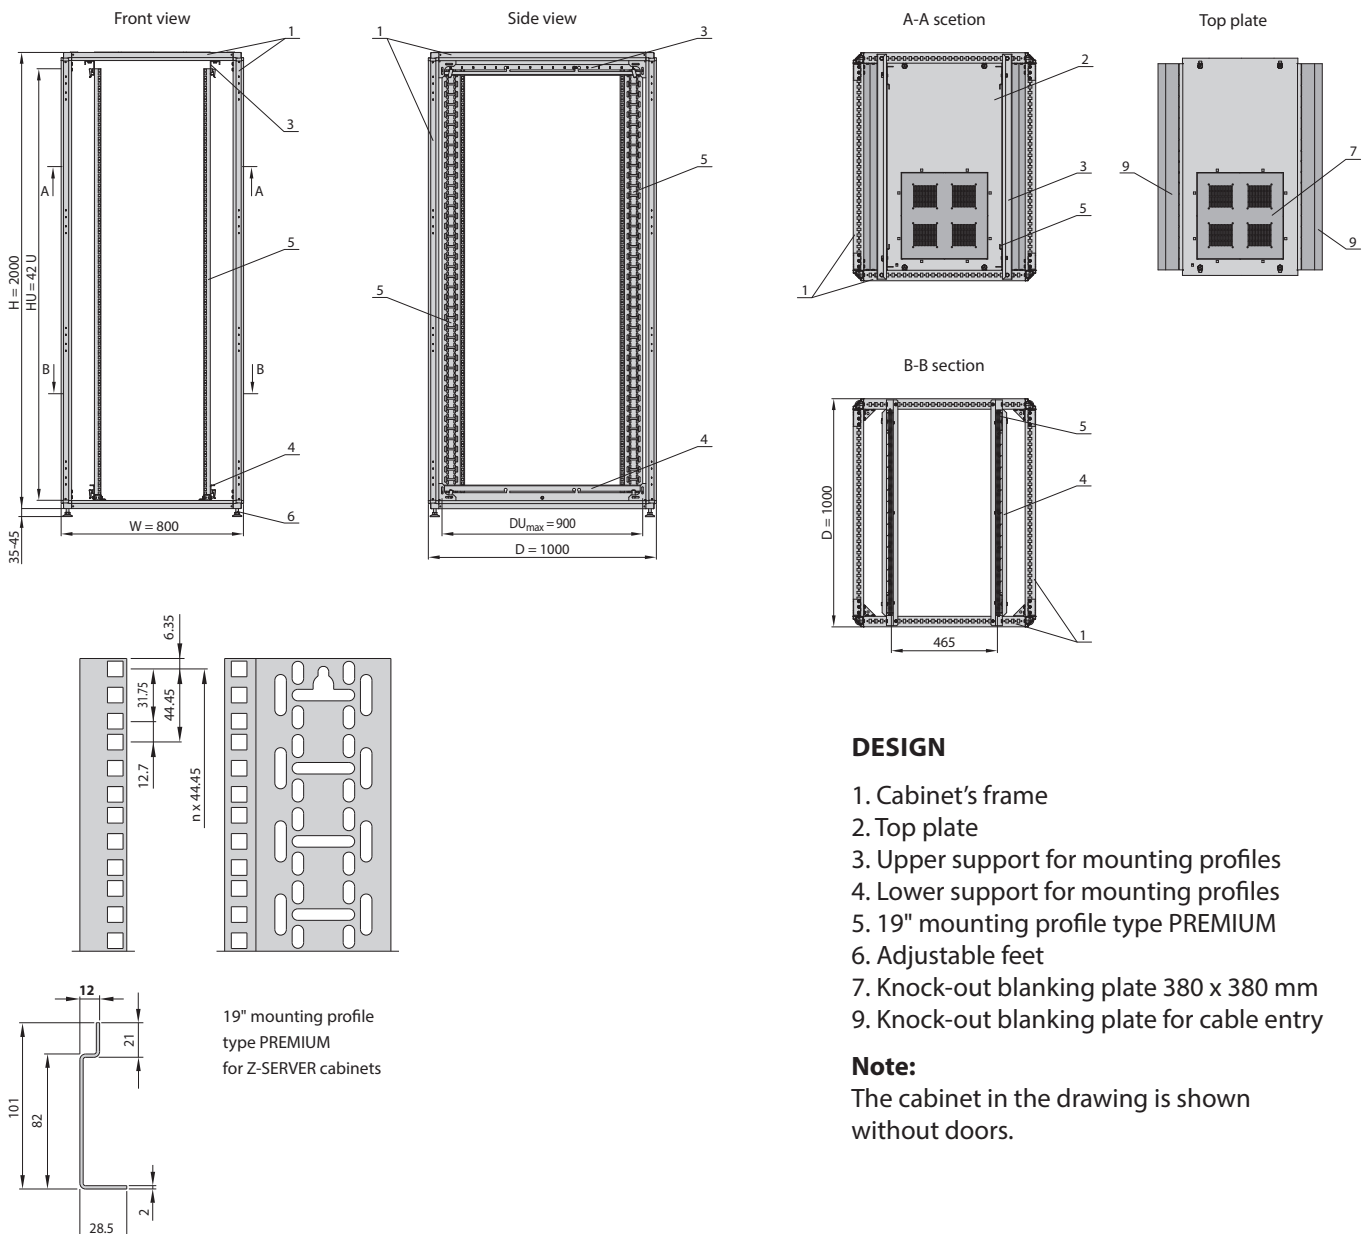 Front view
Side view
A-A scetion
Top plate
1
3
A
A
5
B
B
4
6
H = 2000
HU = 42 U
35-45
W = 800
1
3
5
5
4
DUmax = 900
D = 1000
2
3
5
1
7
9
9
B-B section
5
4
1
D = 1000
465
6.35
31.75
44.45
12.7
n x 44.45
12
21
101
82
2
28.5
19" mounting profile
type PREMIUM
for Z-SERVER cabinets
DESIGN
1. Cabinet's frame
2. Top plate
3. Upper support for mounting profiles
4. Lower support for mounting profiles
5. 19" mounting profile type PREMIUM
6. Adjustable feet
7. Knock-out blanking plate 380 x 380 mm
9. Knock-out blanking plate for cable entry
Note:
The cabinet in the drawing is shown
without doors.